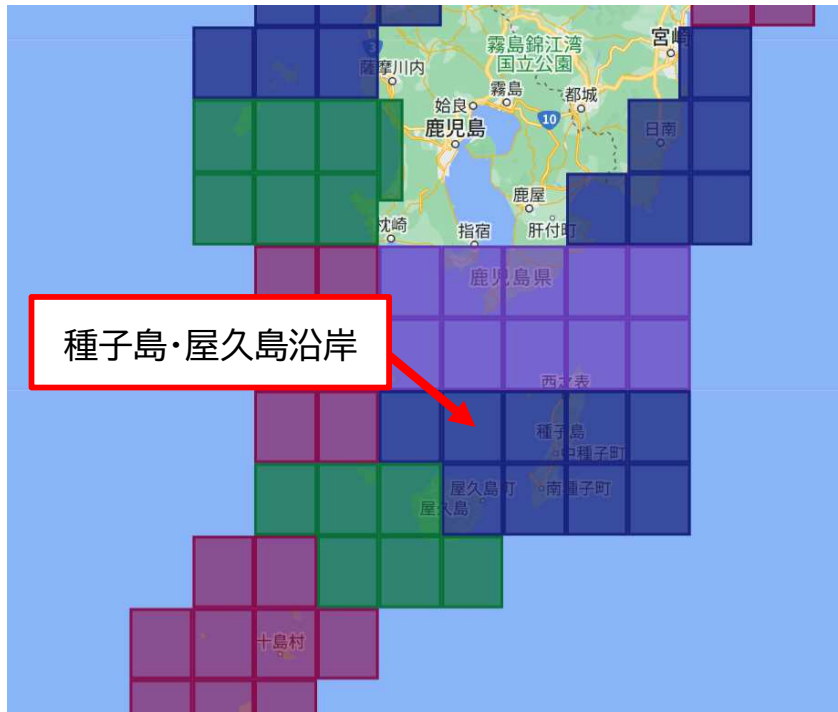 宮崎
3
霧島錦江湾
国立公園
薩摩川内
霧島
都城
姶良
10
鹿児島
日南
鹿屋
枕崎
指宿
肝付町
鹿児島県
種子島・屋久島沿岸
西之表
種子島
中種子町
屋久島町
南種子町
屋久島
十島村